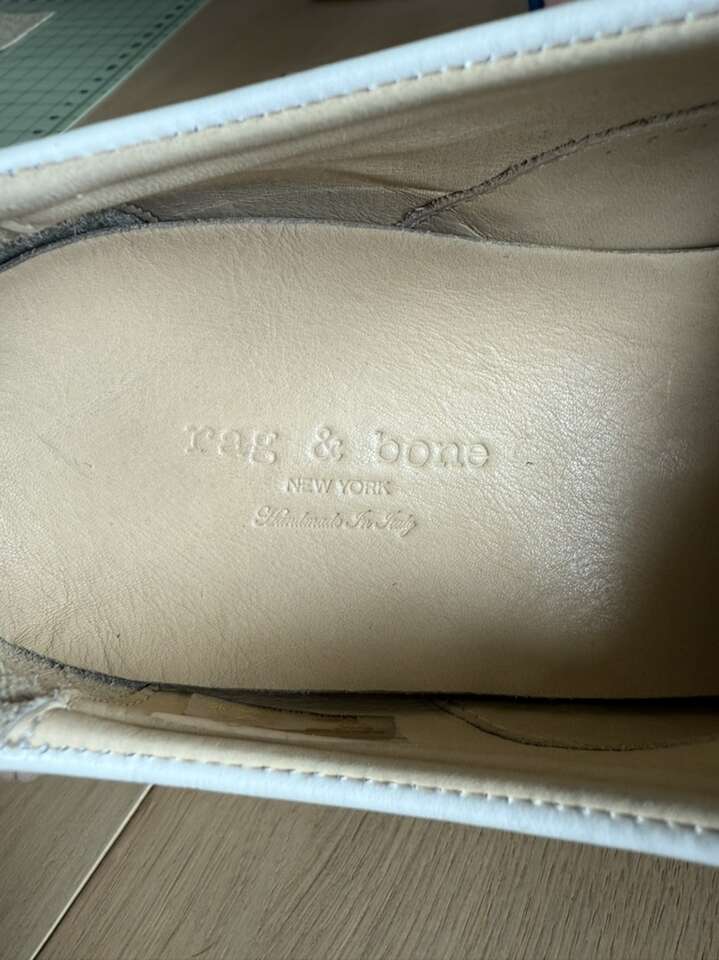 rag & bone
NEW YORK
Handmade In Italy